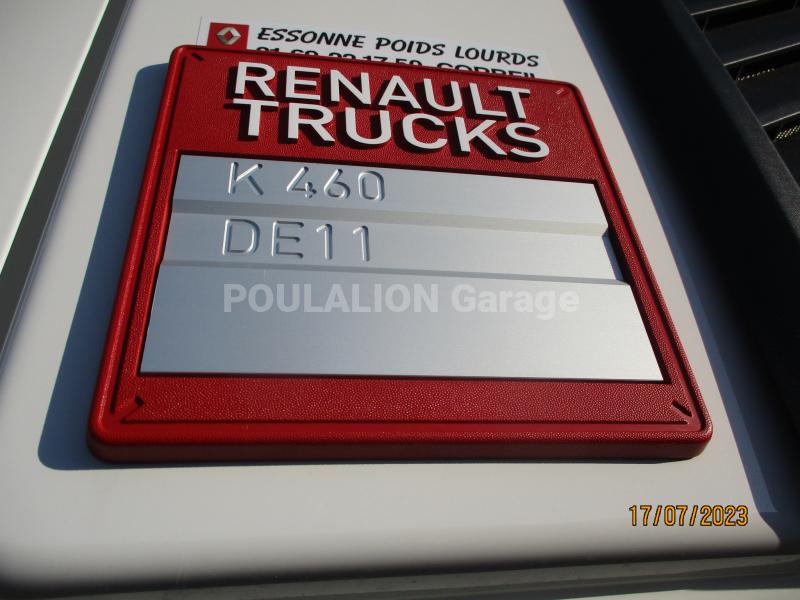 ESSONNE POIDS LOURDS
RENAULT
TRUCKS
K 460
DE11
POULALION Garage
17/07/2023